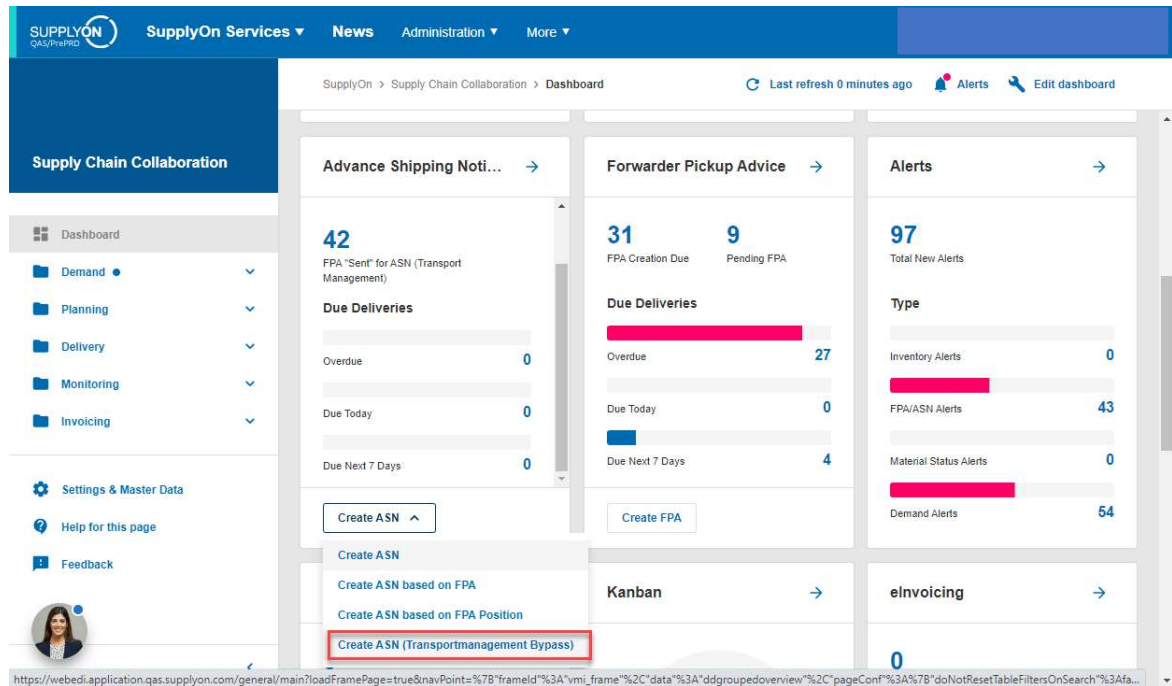 SUPPLYON
QAS/PrePRD
SupplyOn Services ▼ News Administration ▼ More ▼
SupplyOn > Supply Chain Collaboration > Dashboard
Last refresh 0 minutes ago Alerts Edit dashboard
Supply Chain Collaboration
Dashboard
Demand
Planning
Delivery
Monitoring
Invoicing
Settings & Master Data
Help for this page
Feedback
Advance Shipping Noti... →
42
FPA "Sent" for ASN (Transport
Management)
Due Deliveries
Overdue 0
Due Today 0
Due Next 7 Days 0
Create ASN
Create ASN
Create ASN based on FPA
Create ASN based on FPA Position
Create ASN (Transportmanagement Bypass)
Forwarder Pickup Advice →
31 9
FPA Creation Due Pending FPA
Due Deliveries
Overdue 27
Due Today 0
Due Next 7 Days 4
Create FPA
Alerts →
97
Total New Alerts
Type
Inventory Alerts 0
FPA/ASN Alerts 43
Material Status Alerts 0
Demand Alerts 54
Kanban →
eInvoicing →
0
https://webedi.application.qas.supplyon.com/general/main?loadFramePage=true&navPoint=%7B"frameId"%3A"vmi_frame"%2C"data"%3A"ddgroupedoverview"%2C"pageConf"%3A%7B"doNotResetTableFiltersOnSearch"%3Afa...